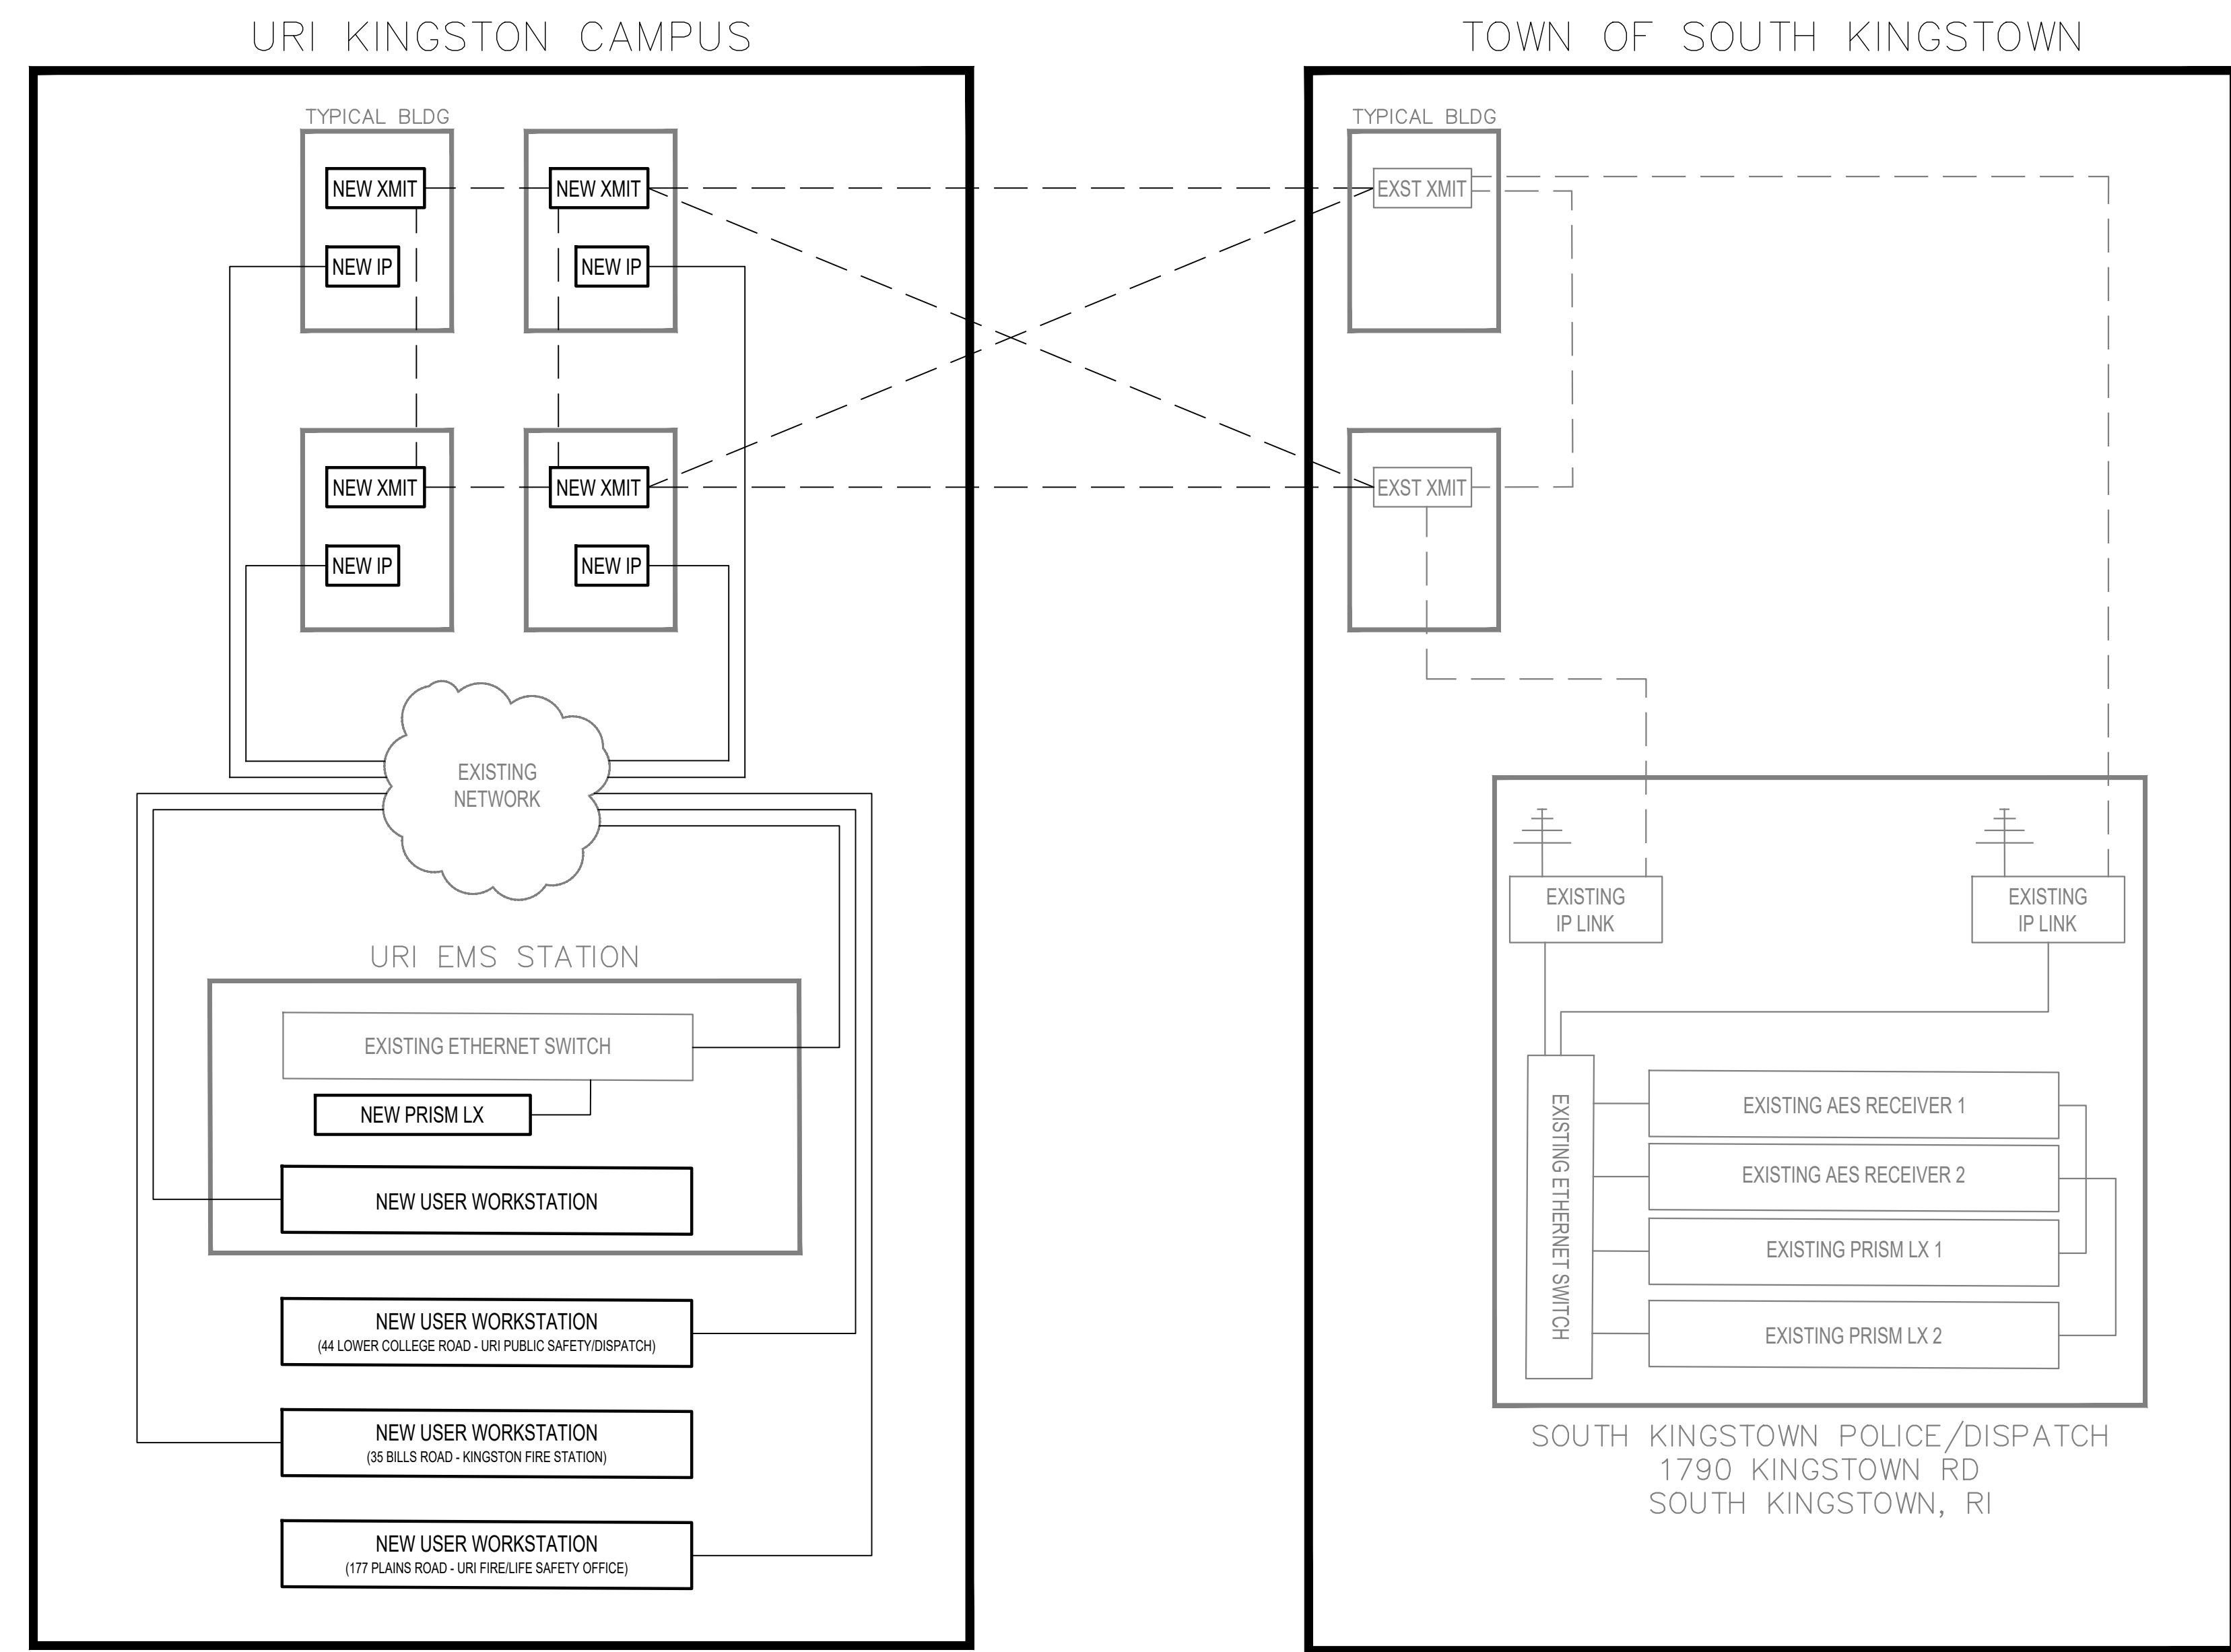 URI KINGSTON CAMPUS
TYPICAL BLDG
NEW XMIT
NEW XMIT
NEW IP
NEW IP
NEW XMIT
NEW XMIT
NEW IP
NEW IP
EXISTING
NETWORK
URI EMS STATION
EXISTING ETHERNET SWITCH
NEW PRISM LX
NEW USER WORKSTATION
NEW USER WORKSTATION
(44 LOWER COLLEGE ROAD - URI PUBLIC SAFETY/DISPATCH)
NEW USER WORKSTATION
(35 BILLS ROAD - KINGSTON FIRE STATION)
NEW USER WORKSTATION
(177 PLAINS ROAD - URI FIRE/LIFE SAFETY OFFICE)
TOWN OF SOUTH KINGSTOWN
TYPICAL BLDG
EXST XMIT
EXST XMIT
EXISTING
IP LINK
EXISTING
IP LINK
EXISTING ETHERNET SWITCH
EXISTING AES RECEIVER 1
EXISTING AES RECEIVER 2
EXISTING PRISM LX 1
EXISTING PRISM LX 2
SOUTH KINGSTOWN POLICE/DISPATCH
1790 KINGSTOWN RD
SOUTH KINGSTOWN, RI